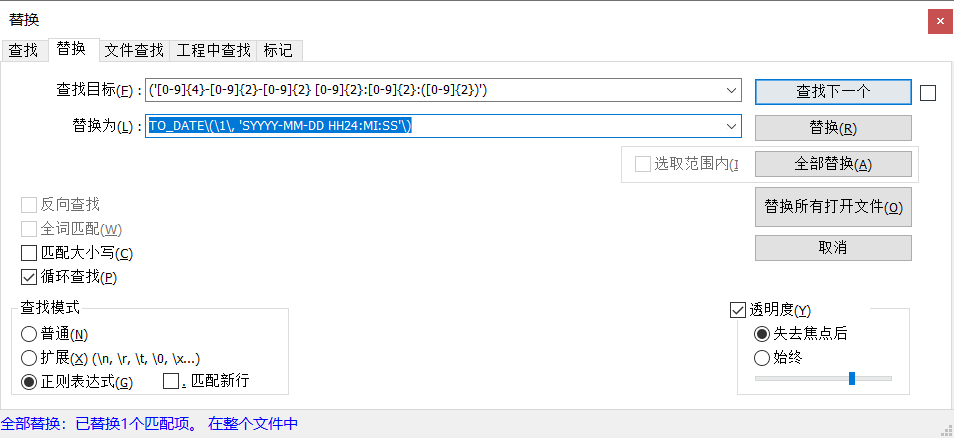 替换
查找 替换 文件查找 工程中查找 标记
查找目标(F) : ('[0-9]{4}-[0-9]{2}-[0-9]{2} [0-9]{2}:[0-9]{2}:([0-9]{2})') 查找下一个
替换为(L) : TO_DATE\(\1\, 'SYYYY-MM-DD HH24:MI:SS'\) 替换(R)
选取范围内(I 全部替换(A)
替换所有打开文件(O)
取消
反向查找
全词匹配(W)
匹配大小写(C)
循环查找(P)
查找模式
普通(N)
扩展(X) (\n, \r, \t, \0, \x...)
正则表达式(G) . 匹配新行
透明度(Y)
失去焦点后
始终
全部替换：已替换1个匹配项。 在整个文件中